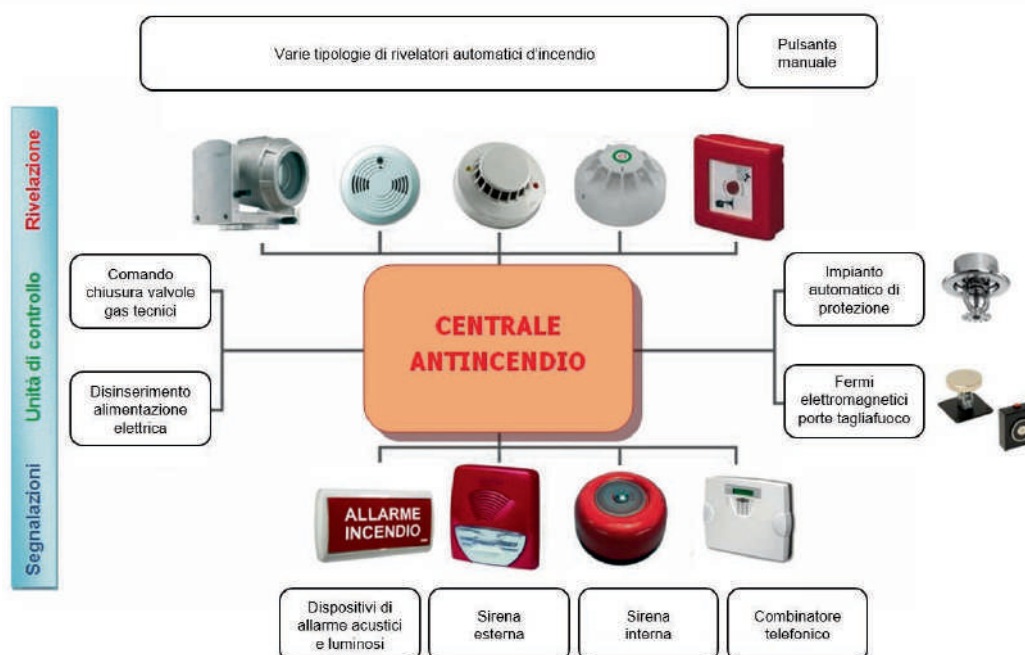 Varie tipologie di rivelatori automatici d'incendio
Pulsante
manuale
Rivelazione
Unità di controllo
Segnalazioni
Comando
chiusura valvole
gas tecnici
Disinserimento
alimentazione
elettrica
CENTRALE
ANTINCENDIO
Impianto
automatico di
protezione
Fermi
elettromagnetici
porte tagliafuoco
ALLARME
INCENDIO
Dispositivi di
allarme acustici
e luminosi
Sirena
esterna
Sirena
interna
Combinatore
telefonico